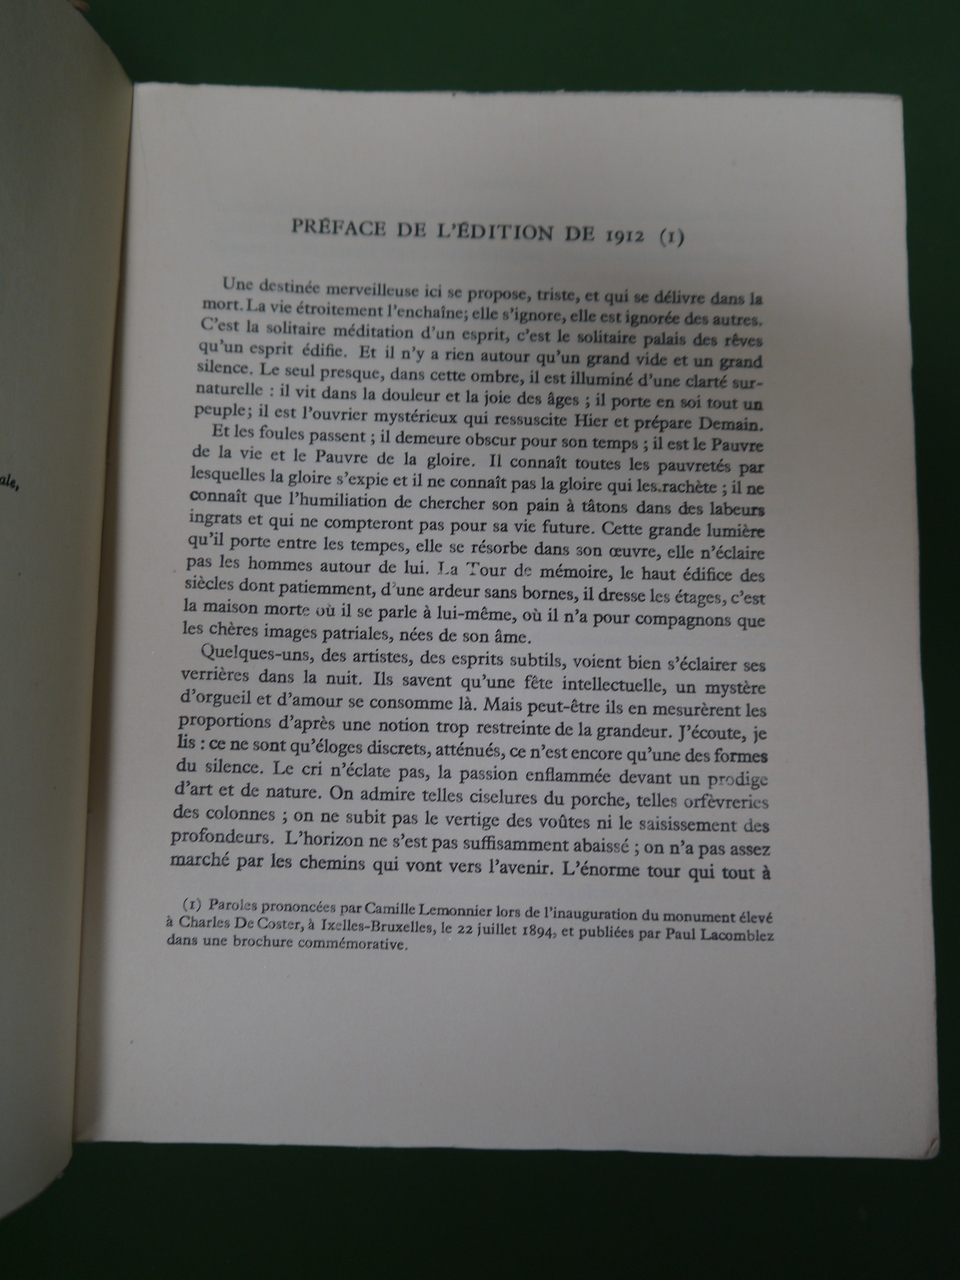 ale,
PRÉFACE DE L'ÉDITION DE 1912 (1)
Une destinée merveilleuse ici se propose, triste, et qui se délivre dans la
mort. La vie étroitement l'enchaîne; elle s'ignore, elle est ignorée des autres.
C'est la solitaire méditation d'un esprit, c'est le solitaire palais des rêves
qu'un esprit édifie. Et il n'y a rien autour qu'un grand vide et un grand
silence. Le seul presque, dans cette ombre, il est illuminé d'une clarté sur-
naturelle : il vit dans la douleur et la joie des âges ; il porte en soi tout un
peuple; il est l'ouvrier mystérieux qui ressuscite Hier et prépare Demain.
Et les foules passent ; il demeure obscur pour son temps ; il est le Pauvre
de la vie et le Pauvre de la gloire. Il connaît toutes les pauvretés par
lesquelles la gloire s'expie et il ne connaît pas la gloire qui les rachète ; il ne
connaît que l'humiliation de chercher son pain à tâtons dans des labeurs
ingrats et qui ne compteront pas pour sa vie future. Cette grande lumière
qu'il porte entre les tempes, elle se résorbe dans son œuvre, elle n'éclaire
pas les hommes autour de lui. La Tour de mémoire, le haut édifice des
siècles dont patiemment, d'une ardeur sans bornes, il dresse les étages, c'est
la maison morte où il se parle à lui-même, où il n'a pour compagnons que
les chères images patriales, nées de son âme.
Quelques-uns, des artistes, des esprits subtils, voient bien s'éclairer ses
verrières dans la nuit. Ils savent qu'une fête intellectuelle, un mystère
d'orgueil et d'amour se consomme là. Mais peut-être ils en mesurèrent les
proportions d'après une notion trop restreinte de la grandeur. J'écoute, je
lis : ce ne sont qu'éloges discrets, atténués, ce n'est encore qu'une des formes
du silence. Le cri n'éclate pas, la passion enflammée devant un prodige
d'art et de nature. On admire telles ciselures du porche, telles orfèvreries
des colonnes ; on ne subit pas le vertige des voûtes ni le saisissement des
profondeurs. L'horizon ne s'est pas suffisamment abaissé ; on n'a pas assez
marché par les chemins qui vont vers l'avenir. L'énorme tour qui tout à
(1) Paroles prononcées par Camille Lemonnier lors de l'inauguration du monument élevé
à Charles De Coster, à Ixelles-Bruxelles, le 22 juillet 1894, et publiées par Paul Lacomblez
dans une brochure commémorative.